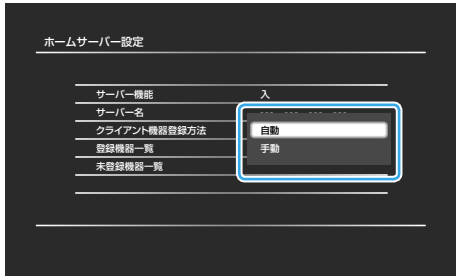 ホームサーバー設定
サーバー機能 入
サーバー名 --- --- --- ---
クライアント機器登録方法 自動
登録機器一覧 手動
未登録機器一覧